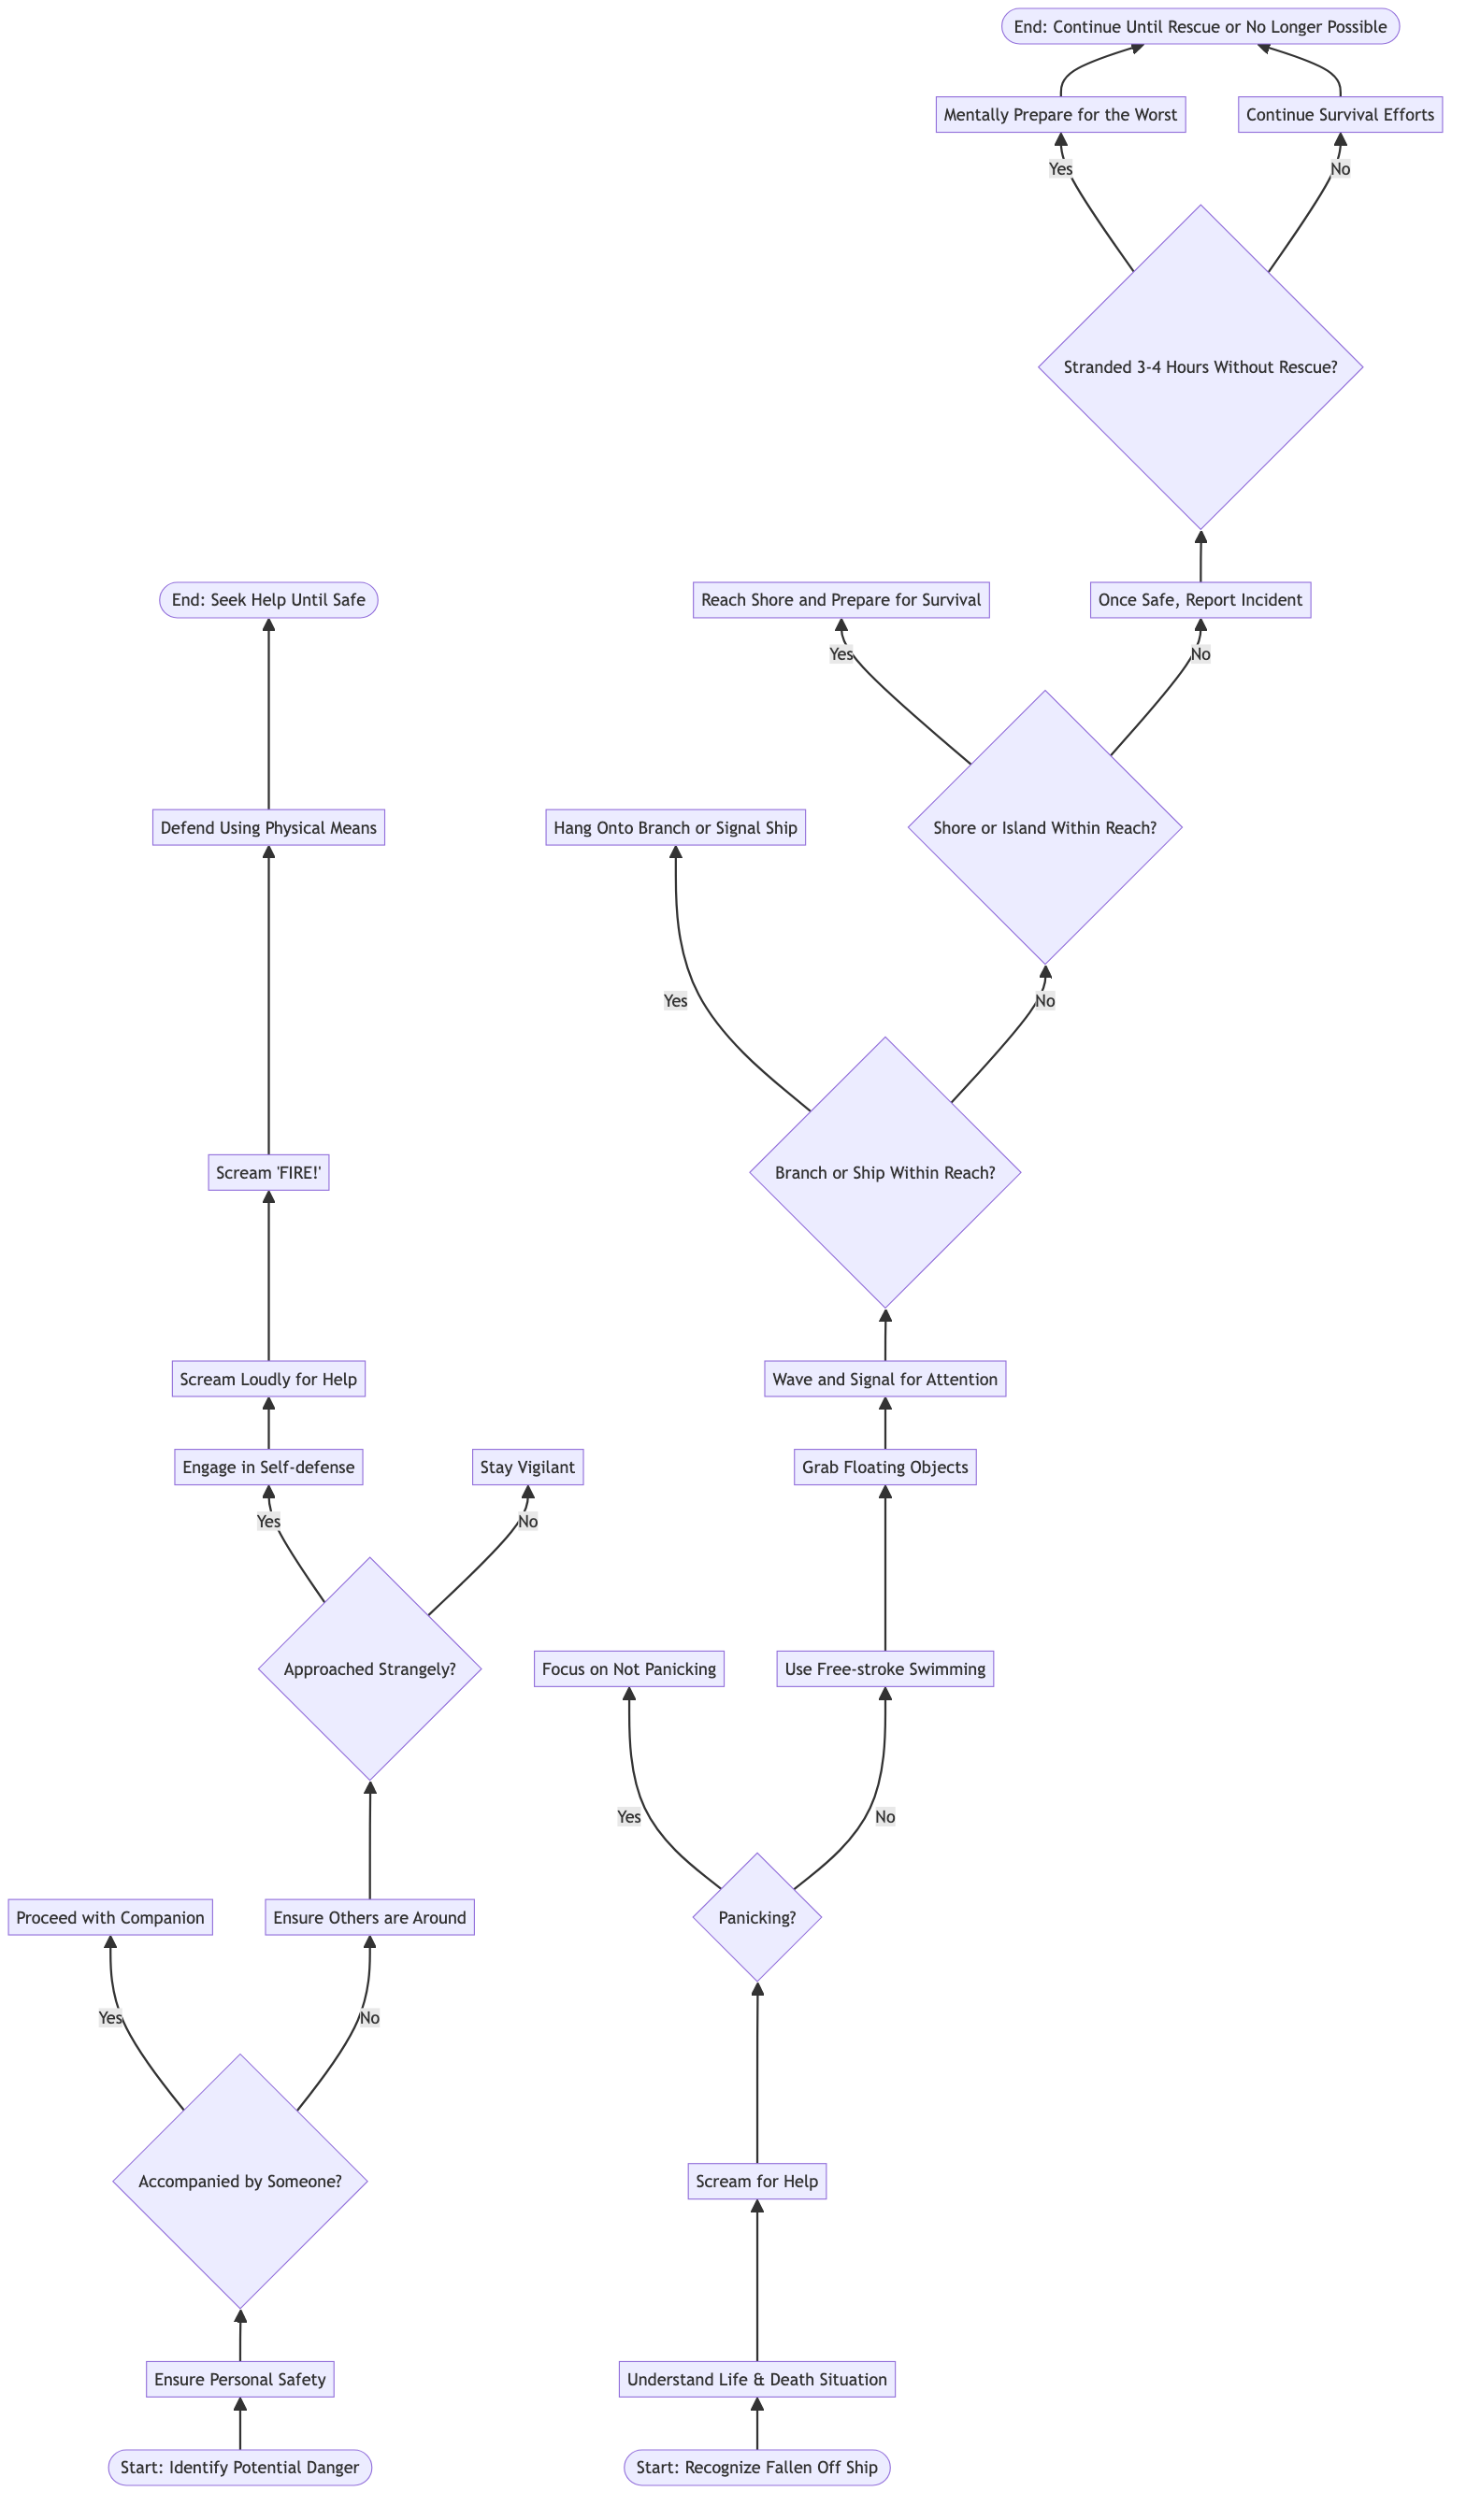 End: Continue Until Rescue or No Longer Possible
Mentally Prepare for the Worst
Continue Survival Efforts
Yes
No
Stranded 3-4 Hours Without Rescue?
End: Seek Help Until Safe
Reach Shore and Prepare for Survival
Once Safe, Report Incident
Yes
No
Defend Using Physical Means
Hang Onto Branch or Signal Ship
Shore or Island Within Reach?
Yes
No
Scream 'FIRE!'
Branch or Ship Within Reach?
Scream Loudly for Help
Wave and Signal for Attention
Engage in Self-defense
Stay Vigilant
Grab Floating Objects
Yes
No
Approached Strangely?
Focus on Not Panicking
Use Free-stroke Swimming
Yes
No
Proceed with Companion
Ensure Others are Around
Panicking?
Yes
No
Accompanied by Someone?
Scream for Help
Ensure Personal Safety
Understand Life & Death Situation
Start: Identify Potential Danger
Start: Recognize Fallen Off Ship